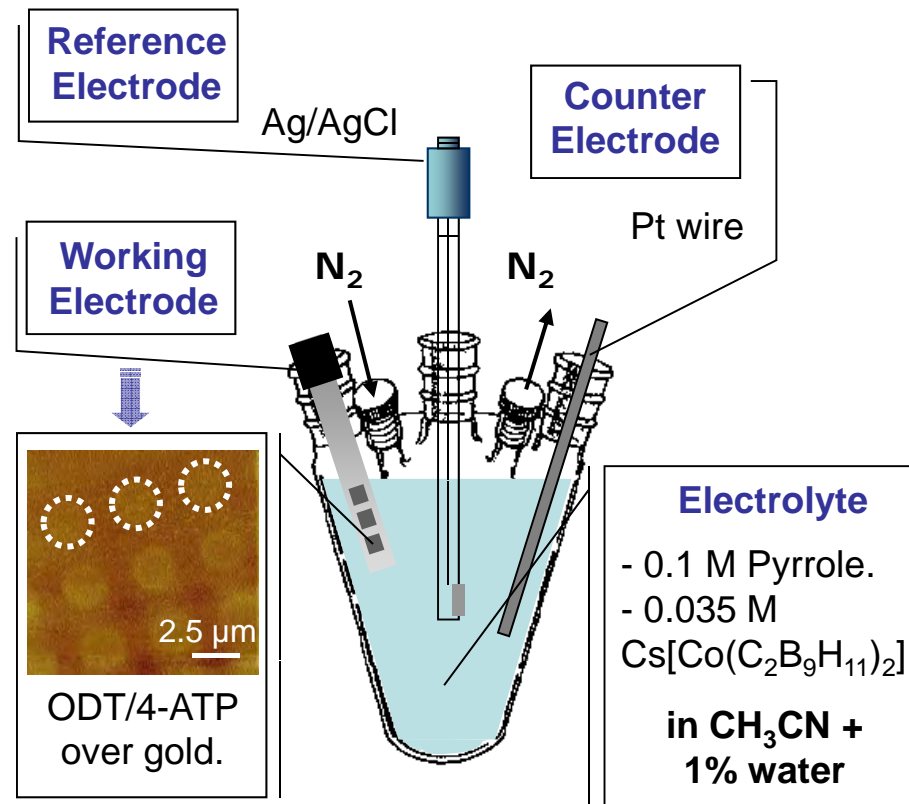 Reference
Electrode
Ag/AgCl
Counter
Electrode
Pt wire
Working
Electrode
N₂
N₂
2.5 µm
ODT/4-ATP
over gold.
Electrolyte
- 0.1 M Pyrrole.
- 0.035 M
Cs[Co(C₂B₉H₁₁)₂]
in CH₃CN +
1% water